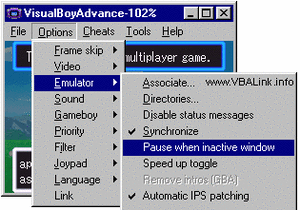 VisualBoyAdvance-102%
File Options Cheats Tools Help
Frame skip
Video
Emulator
Sound
Gameboy
Priority
Filter
Joypad
Language
Link
T
multiplayer game.
Associate... www.VBALink.info
Directories...
Disable status messages
Synchronize
Pause when inactive window
Speed up toggle
Remove intros (GBA)
Automatic IPS patching
ap
as